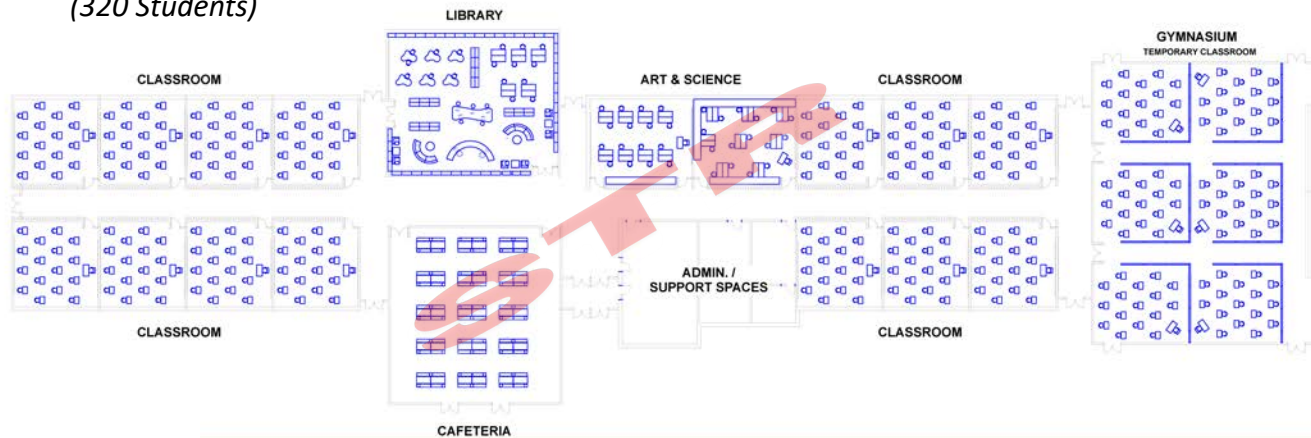 (320 Students)
LIBRARY
GYMNASIUM
TEMPORARY CLASSROOM
CLASSROOM
ART & SCIENCE
CLASSROOM
STR
ADMIN. /
SUPPORT SPACES
CLASSROOM
CLASSROOM
CAFETERIA